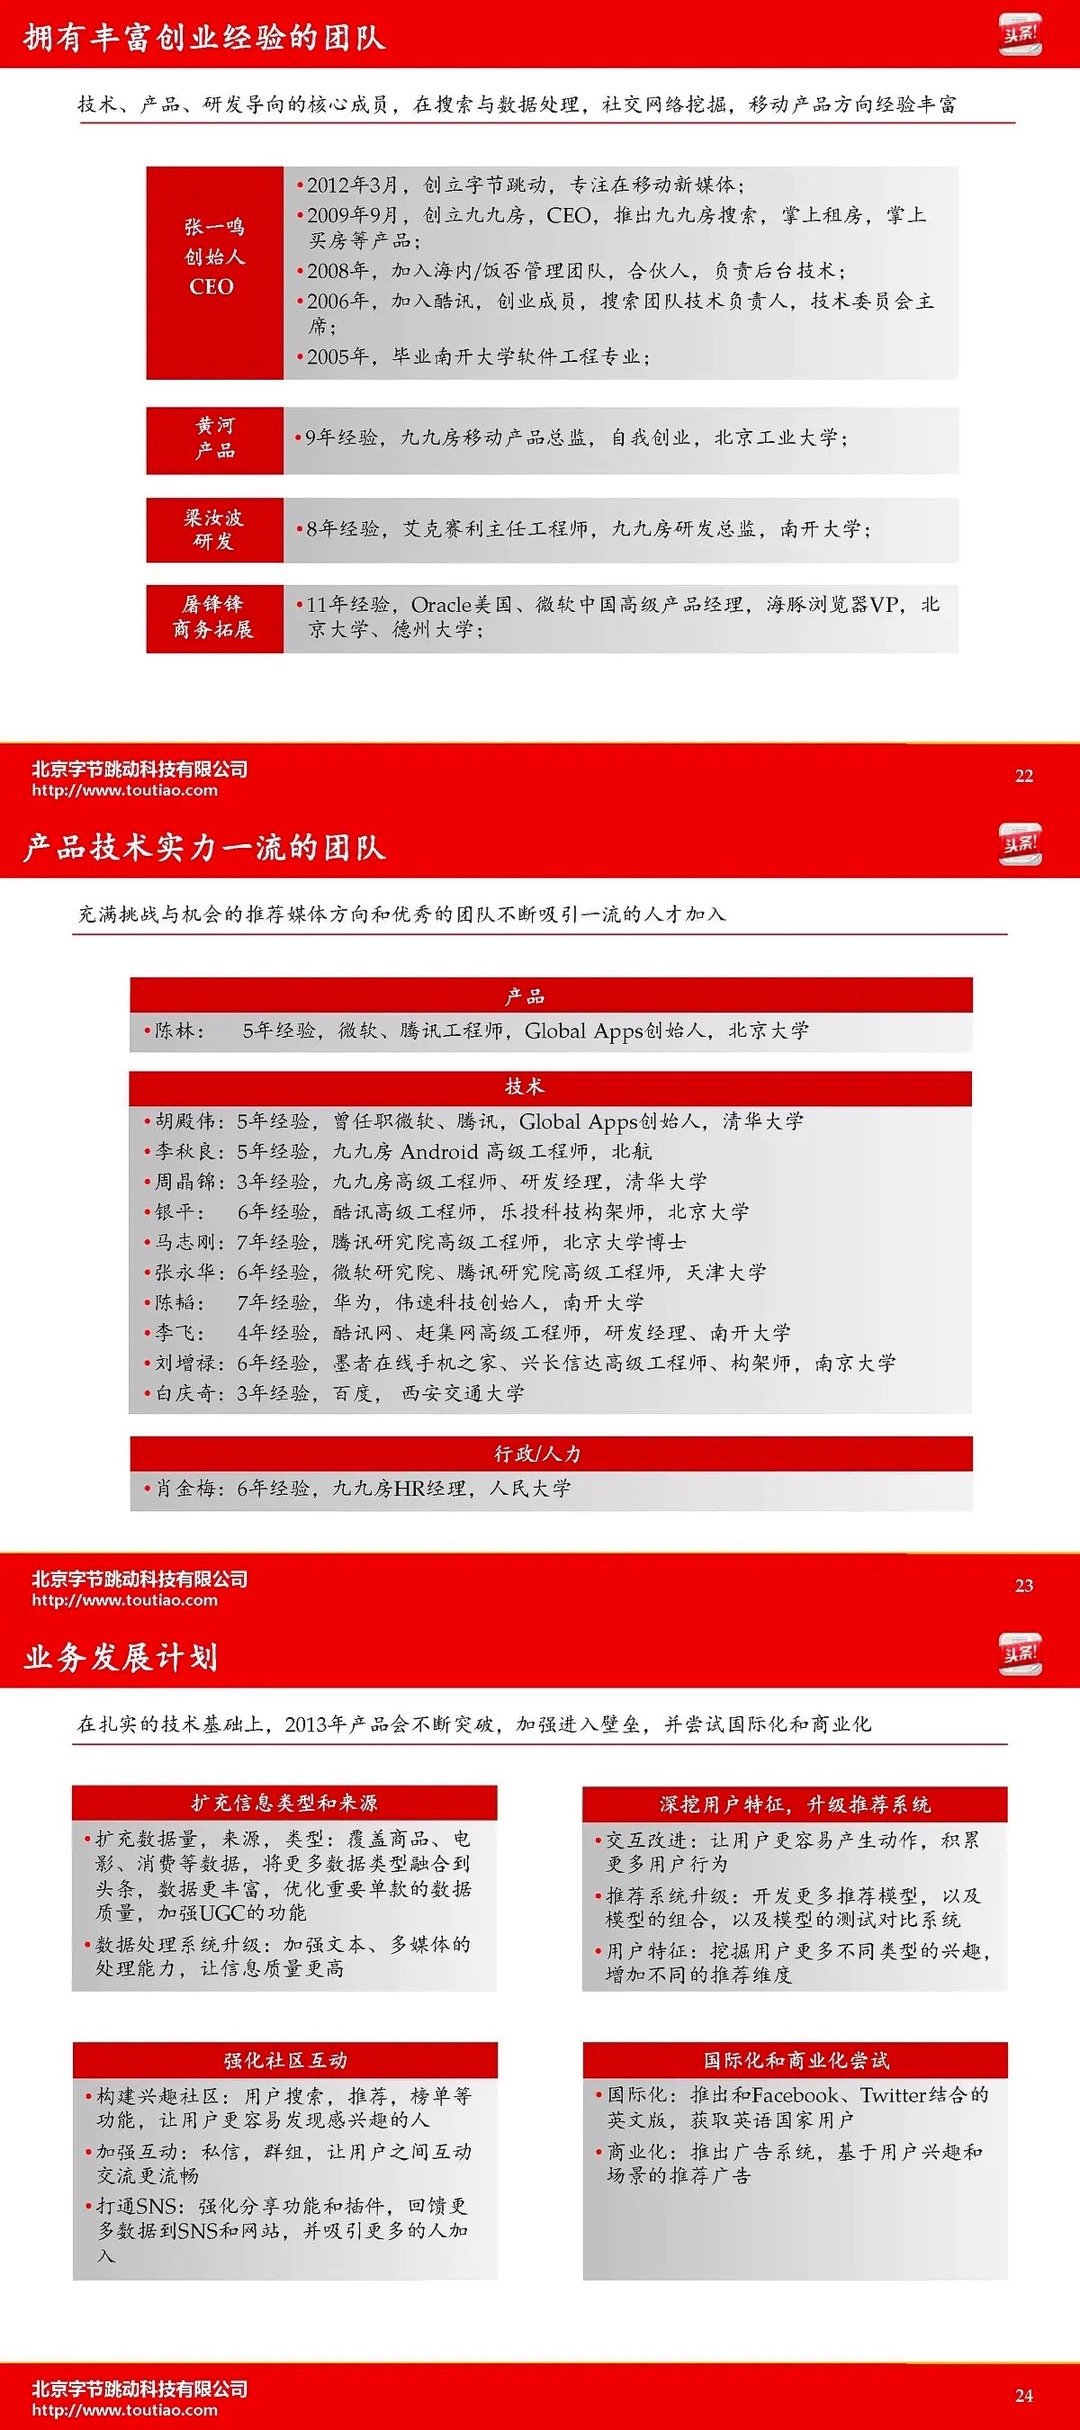 拥有丰富创业经验的团队
头条!
技术、产品、研发导向的核心成员，在搜索与数据处理，社交网络挖掘，移动产品方向经验丰富
张一鸣
创始人
CEO
•2012年3月，创立字节跳动，专注在移动新媒体；
•2009年9月，创立九九房，CEO，推出九九房搜索，掌上租房，掌上
买房等产品；
•2008年，加入海内/饭否管理团队，合伙人，负责后台技术；
•2006年，加入酷讯，创业成员，搜索团队技术负责人，技术委员会主
席；
•2005年，毕业南开大学软件工程专业；
黄河
产品
•9年经验，九九房移动产品总监，自我创业，北京工业大学；
梁汝波
研发
•8年经验，艾克赛利主任工程师，九九房研发总监，南开大学；
屠锋锋
商务拓展
•11年经验，Oracle美国、微软中国高级产品经理，海豚浏览器VP，北
京大学、德州大学；
北京字节跳动科技有限公司
http://www.toutiao.com
22
产品技术实力一流的团队
头条!
充满挑战与机会的推荐媒体方向和优秀的团队不断吸引一流的人才加入
产品
•陈林： 5年经验，微软、腾讯工程师，Global Apps创始人，北京大学
技术
•胡殿伟：5年经验，曾任职微软、腾讯，Global Apps创始人，清华大学
•李秋良：5年经验，九九房 Android 高级工程师，北航
•周晶锦：3年经验，九九房高级工程师、研发经理，清华大学
•银平： 6年经验，酷讯高级工程师，乐投科技构架师，北京大学
•马志刚：7年经验，腾讯研究院高级工程师，北京大学博士
•张永华：6年经验，微软研究院、腾讯研究院高级工程师，天津大学
•陈韬： 7年经验，华为，伟速科技创始人，南开大学
•李飞： 4年经验，酷讯网、赶集网高级工程师，研发经理、南开大学
•刘增禄：6年经验，墨者在线手机之家、兴长信达高级工程师、构架师，南京大学
•白庆奇：3年经验，百度， 西安交通大学
行政/人力
•肖金梅：6年经验，九九房HR经理，人民大学
北京字节跳动科技有限公司
http://www.toutiao.com
23
业务发展计划
头条!
在扎实的技术基础上，2013年产品会不断突破，加强进入壁垒，并尝试国际化和商业化
扩充信息类型和来源
•扩充数据量，来源，类型：覆盖商品、电
影、消费等数据，将更多数据类型融合到
头条，数据更丰富，优化重要单款的数据
质量，加强UGC的功能
•数据处理系统升级：加强文本、多媒体的
处理能力，让信息质量更高
深挖用户特征，升级推荐系统
•交互改进：让用户更容易产生动作，积累
更多用户行为
•推荐系统升级：开发更多推荐模型，以及
模型的组合，以及模型的测试对比系统
•用户特征：挖掘用户更多不同类型的兴趣，
增加不同的推荐维度
强化社区互动
•构建兴趣社区：用户搜索，推荐，榜单等
功能，让用户更容易发现感兴趣的人
•加强互动：私信，群组，让用户之间互动
交流更流畅
•打通SNS：强化分享功能和插件，回馈更
多数据到SNS和网站，并吸引更多的人加
入
国际化和商业化尝试
•国际化：推出和Facebook、Twitter结合的
英文版，获取英语国家用户
•商业化：推出广告系统，基于用户兴趣和
场景的推荐广告
北京字节跳动科技有限公司
http://www.toutiao.com
24